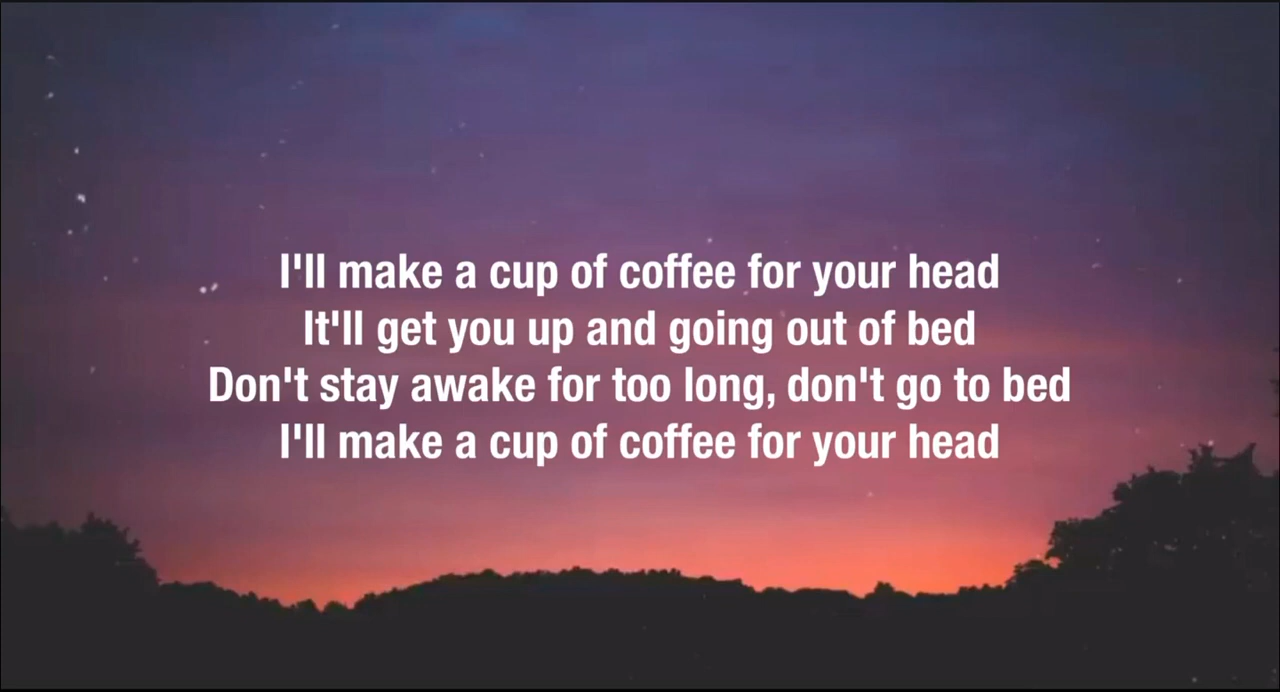 I'll make a cup of coffee for your head
It'll get you up and going out of bed
Don't stay awake for too long, don't go to bed
I'll make a cup of coffee for your head